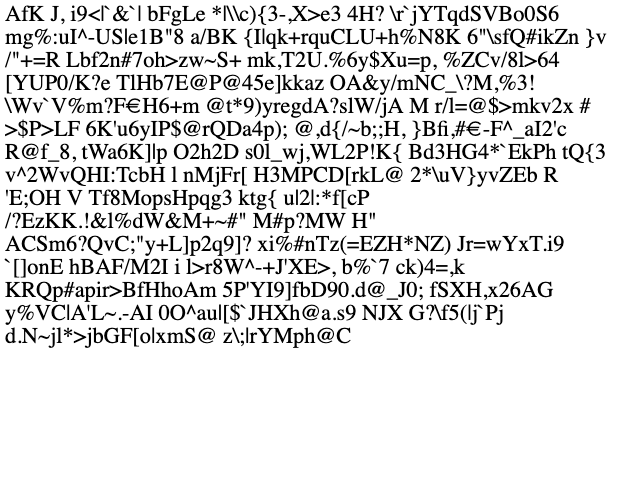 AfK J, i9<|`&`| bFgLe *|\\c){3-,X>e3 4H? \r`jYTqdSVBo0S6
mg%:uI^-US|e1B"8 a/BK {I|qk+rquCLU+h%N8K 6"\sfQ#ikZn }v
/"+=R Lbf2n#7oh>zw~S+ mk,T2U.%6y$Xu=p, %ZCv/8l>64
[YUP0/K?e TlHb7E@P@45e]kkaz OA&y/mNC_\?M,%3!
\Wv`V%m?F€H6+m @t*9)yregdA?slW/jA M r/l=@$>mkv2x #
>$P>LF 6K'u6yIP$@rQDa4p); @,d{/~b;;H, }Bfi,#€-F^_aI2'c
R@f_8, tWa6K]|p O2h2D s0l_wj,WL2P!K{ Bd3HG4*`EkPh tQ{3
v^2WvQHI:TcbH l nMjFr[ H3MPCD[rkL@ 2*\uV}yvZEb R
'E;OH V Tf8MopsHpqg3 ktg{ u|2|:*f[cP
/?EzKK.!&l%dW&M+~#" M#p?MW H"
ACSm6?QvC;"y+L]p2q9]? xi%#nTz(=EZH*NZ) Jr=wYxT.i9
`[]onE hBAF/M2I i l>r8W^-+J'XE>, b%`7 ck)4=,k
KRQp#apir>BfHhoAm 5P'YI9]fbD90.d@_J0; fSXH,x26AG
y%VC|A'L~.-AI 0O^au|[$`JHXh@a.s9 NJX G?\f5(|j`Pj
d.N~jl*>jbGF[o|xmS@ z\;|rYMph@C